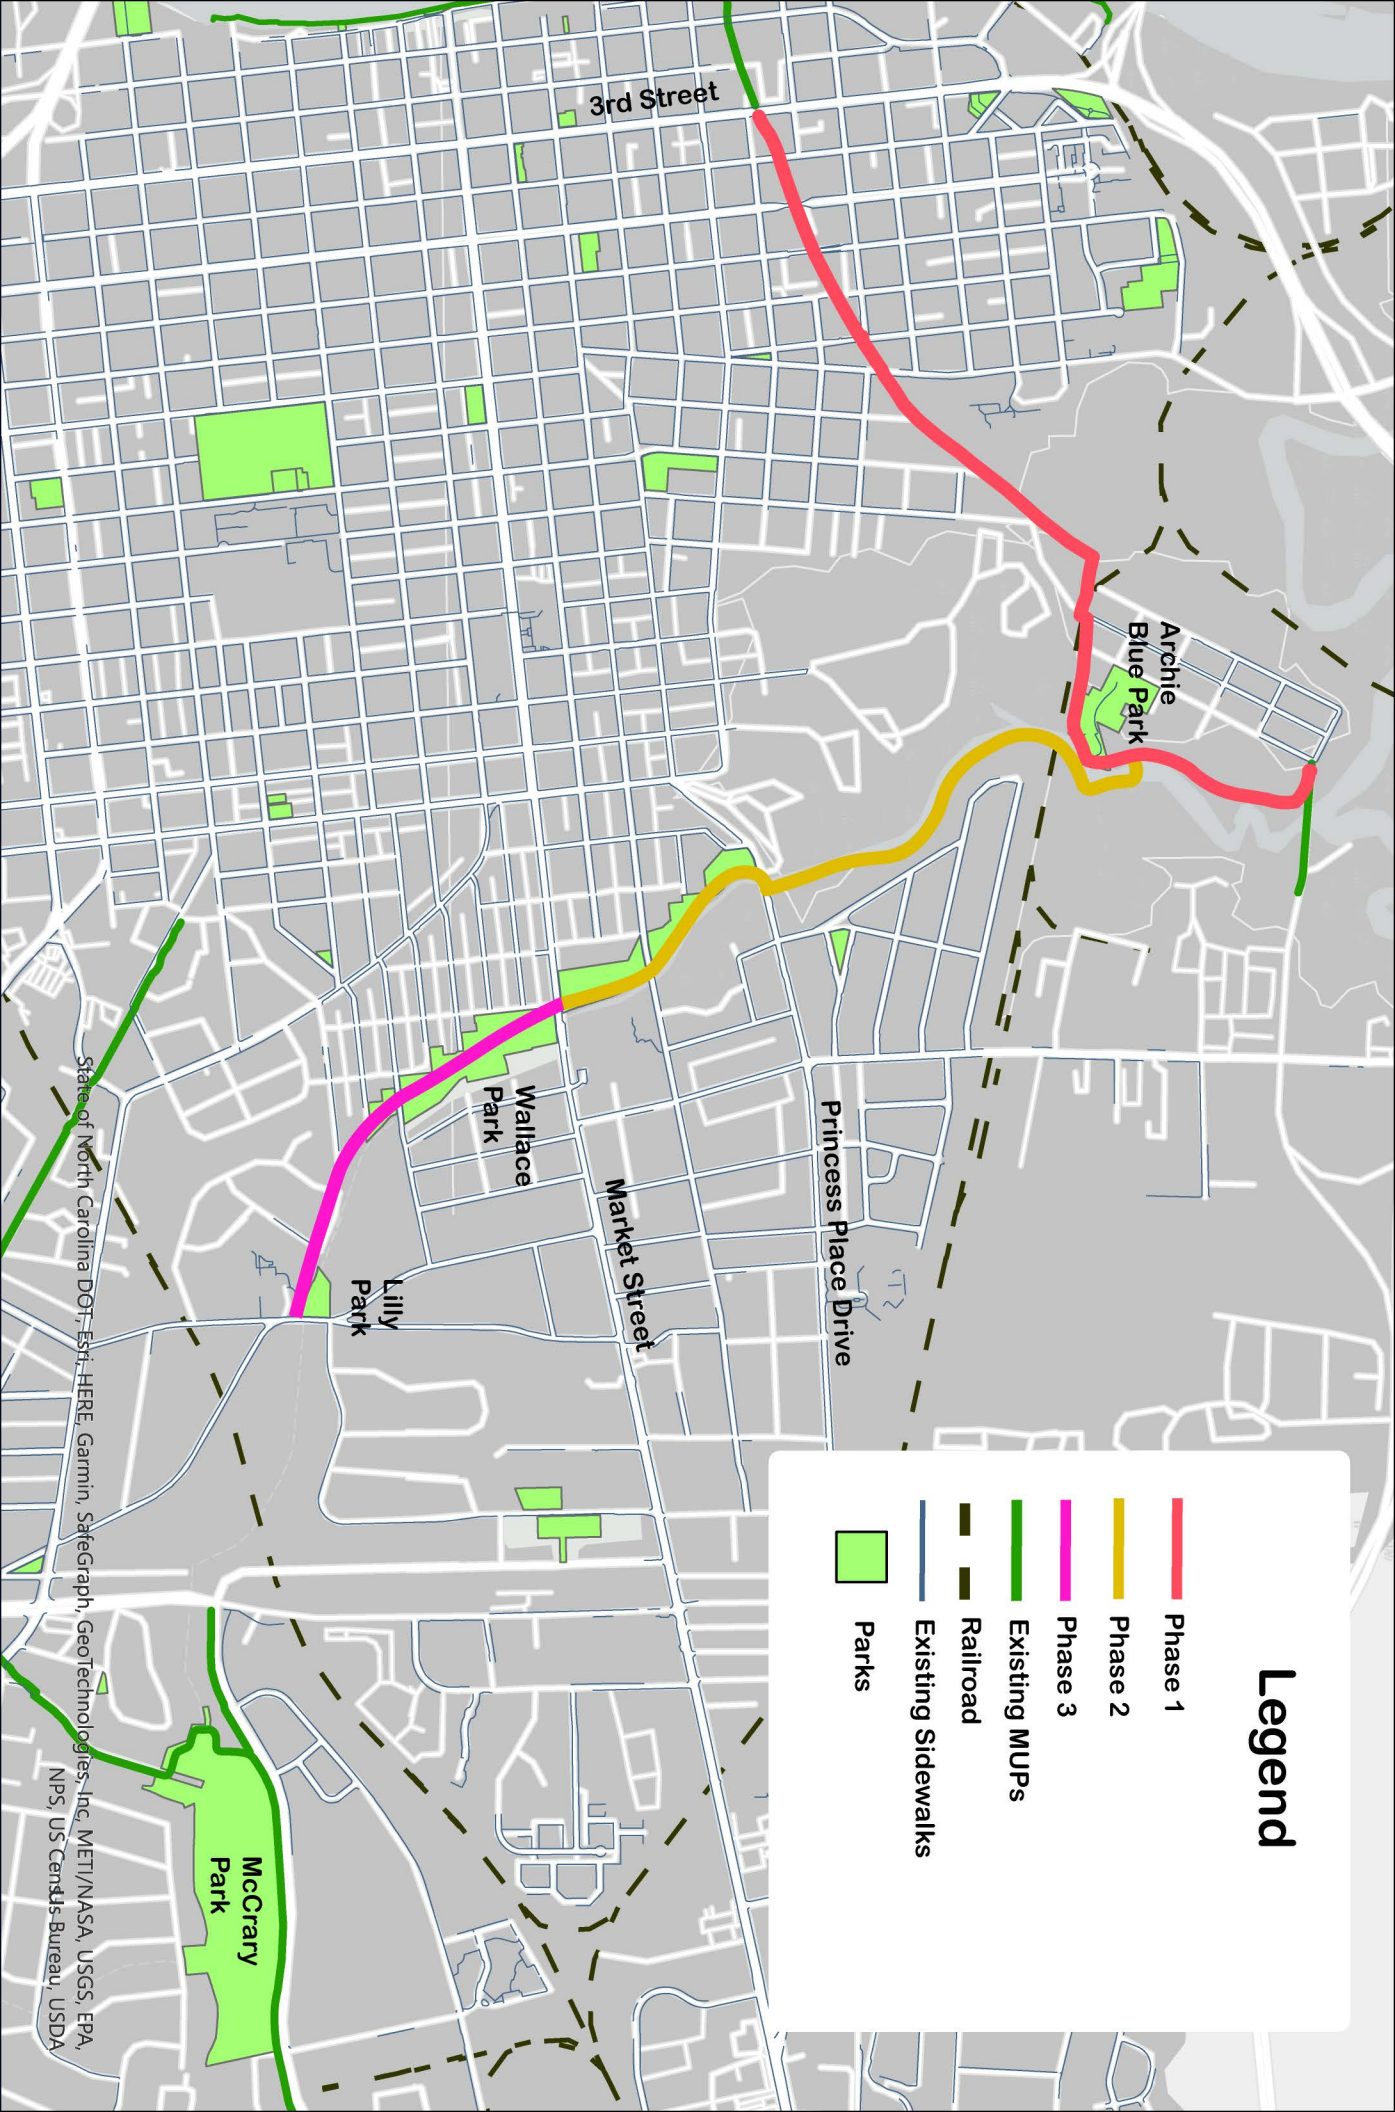 3rd Street
Archie
Blue Park
Wallace
Park
Princess Place Drive
Market Street
Lilly
Park
McCrary
Park
Legend
Phase 1
Phase 2
Phase 3
Existing MUPs
Railroad
Existing Sidewalks
Parks
State of North Carolina DOT, Esri, HERE, Garmin, SafeGraph, GeoTechnologies, Inc, METI/NASA, USGS, EPA,
NPS, US Census Bureau, USDA